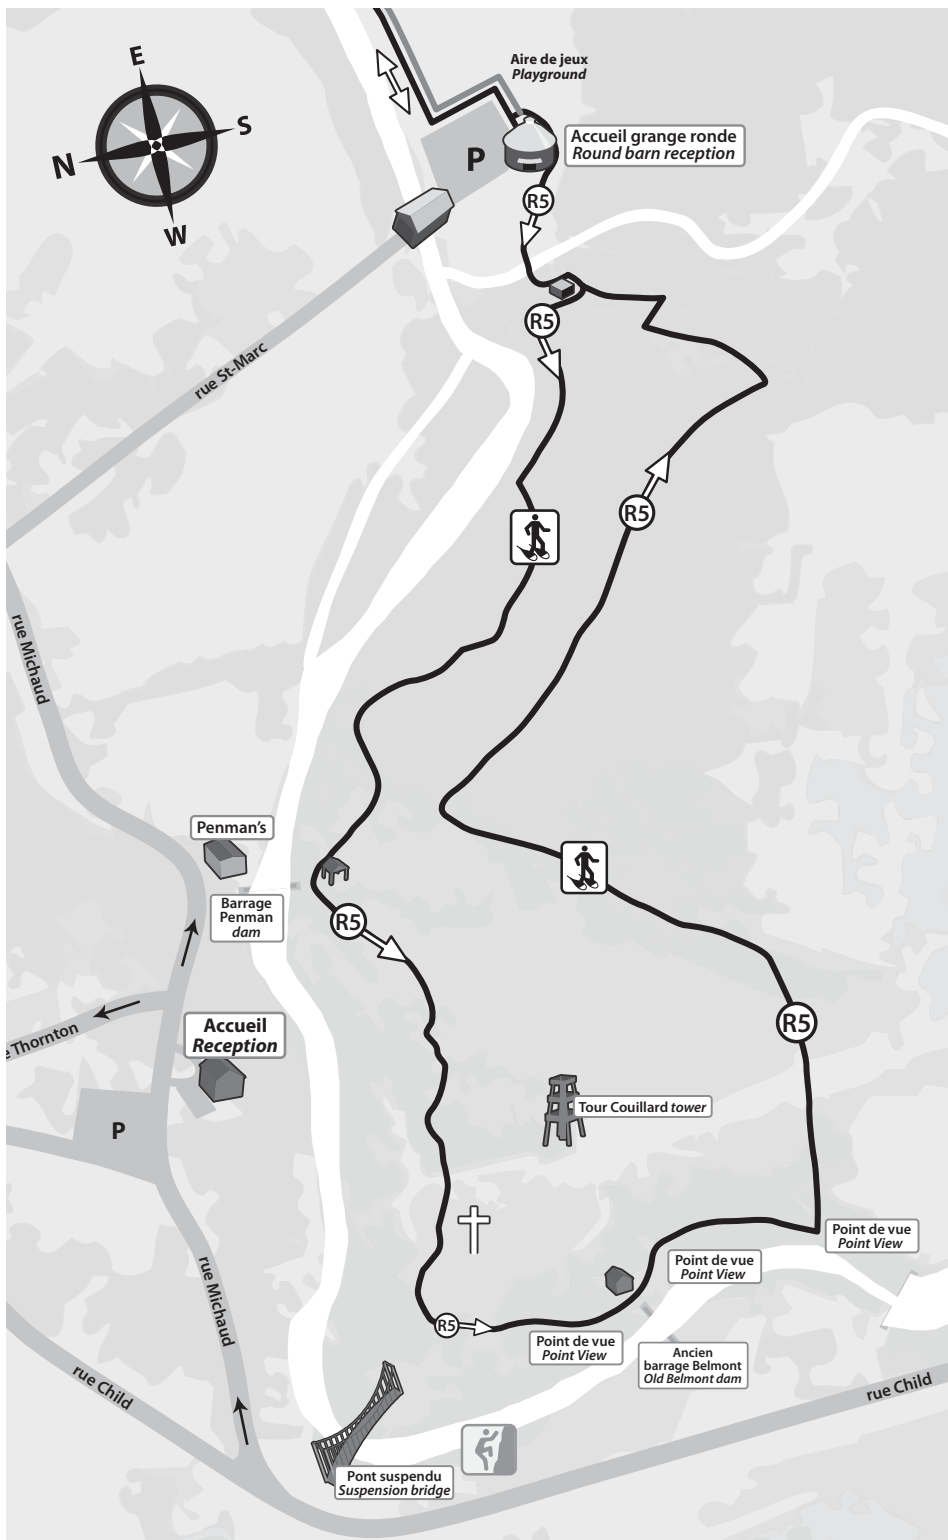 E
S
N
W
Aire de jeux
Playground
P
Accueil grange ronde
Round barn reception
R5
R5
rue St-Marc
R5
rue Michaud
Penman's
Barrage
Penman
dam
R5
R5
Accueil
Reception
e Thornton
P
Tour Couillard tower
Point de vue
Point View
Point de vue
Point View
R5
Point de vue
Point View
Ancien
barrage Belmont
Old Belmont dam
rue Michaud
rue Child
rue Child
Pont suspendu
Suspension bridge